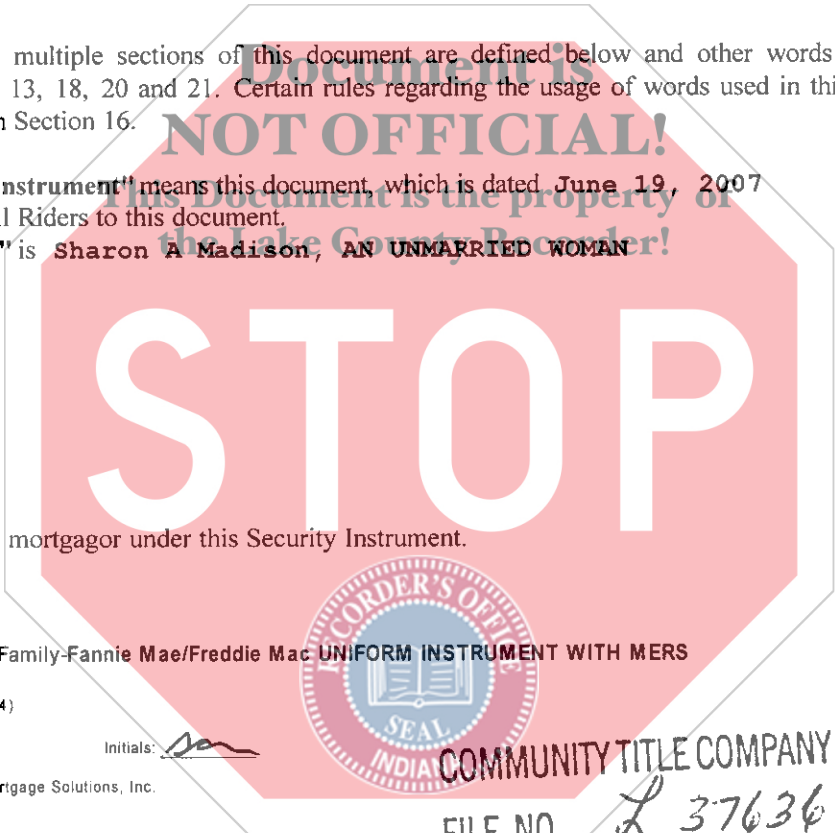 multiple sections of this document are defined below and other words
13, 18, 20 and 21. Certain rules regarding the usage of words used in thi
Section 16.
Document is
NOT OFFICIAL!
This Document is the property of
the Lake County Recorder!
nstrument" means this document, which is dated June 19, 2007
l Riders to this document.
" is Sharon A Madison, AN UNMARRIED WOMAN
STOP
mortgagor under this Security Instrument.
RECORDER'S OFFICE
SEAL
INDIANA
Family-Fannie Mae/Freddie Mac UNIFORM INSTRUMENT WITH MERS
4)
Initials: sam
rtgage Solutions, Inc.
COMMUNITY TITLE COMPANY
FILE NO L 37636